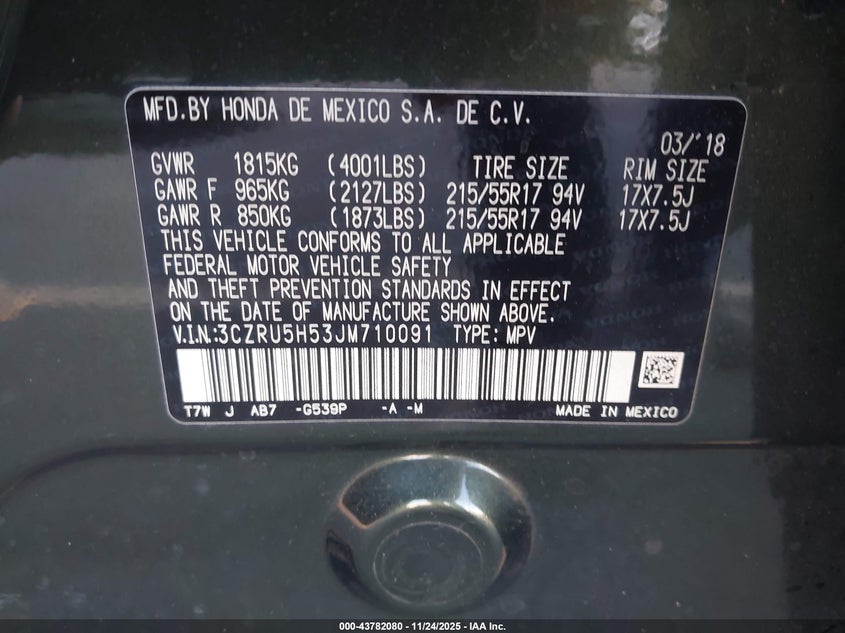 MFD.BY HONDA DE MEXICO S.A. DE C.V.
03/'18
GVWR 1815KG (4001LBS) TIRE SIZE RIM SIZE
GAWR F 965KG (2127LBS) 215/55R17 94V 17X7.5J
GAWR R 850KG (1873LBS) 215/55R17 94V 17X7.5J
THIS VEHICLE CONFORMS TO ALL APPLICABLE
FEDERAL MOTOR VEHICLE SAFETY
AND THEFT PREVENTION STANDARDS IN EFFECT
ON THE DATE OF MANUFACTURE SHOWN ABOVE.
V.I.N:3CZRU5H53JM710091 TYPE: MPV
T7W J AB7 -G539P -A -M MADE IN MEXICO
000-43782080 - 11/24/2025 - IAA Inc.